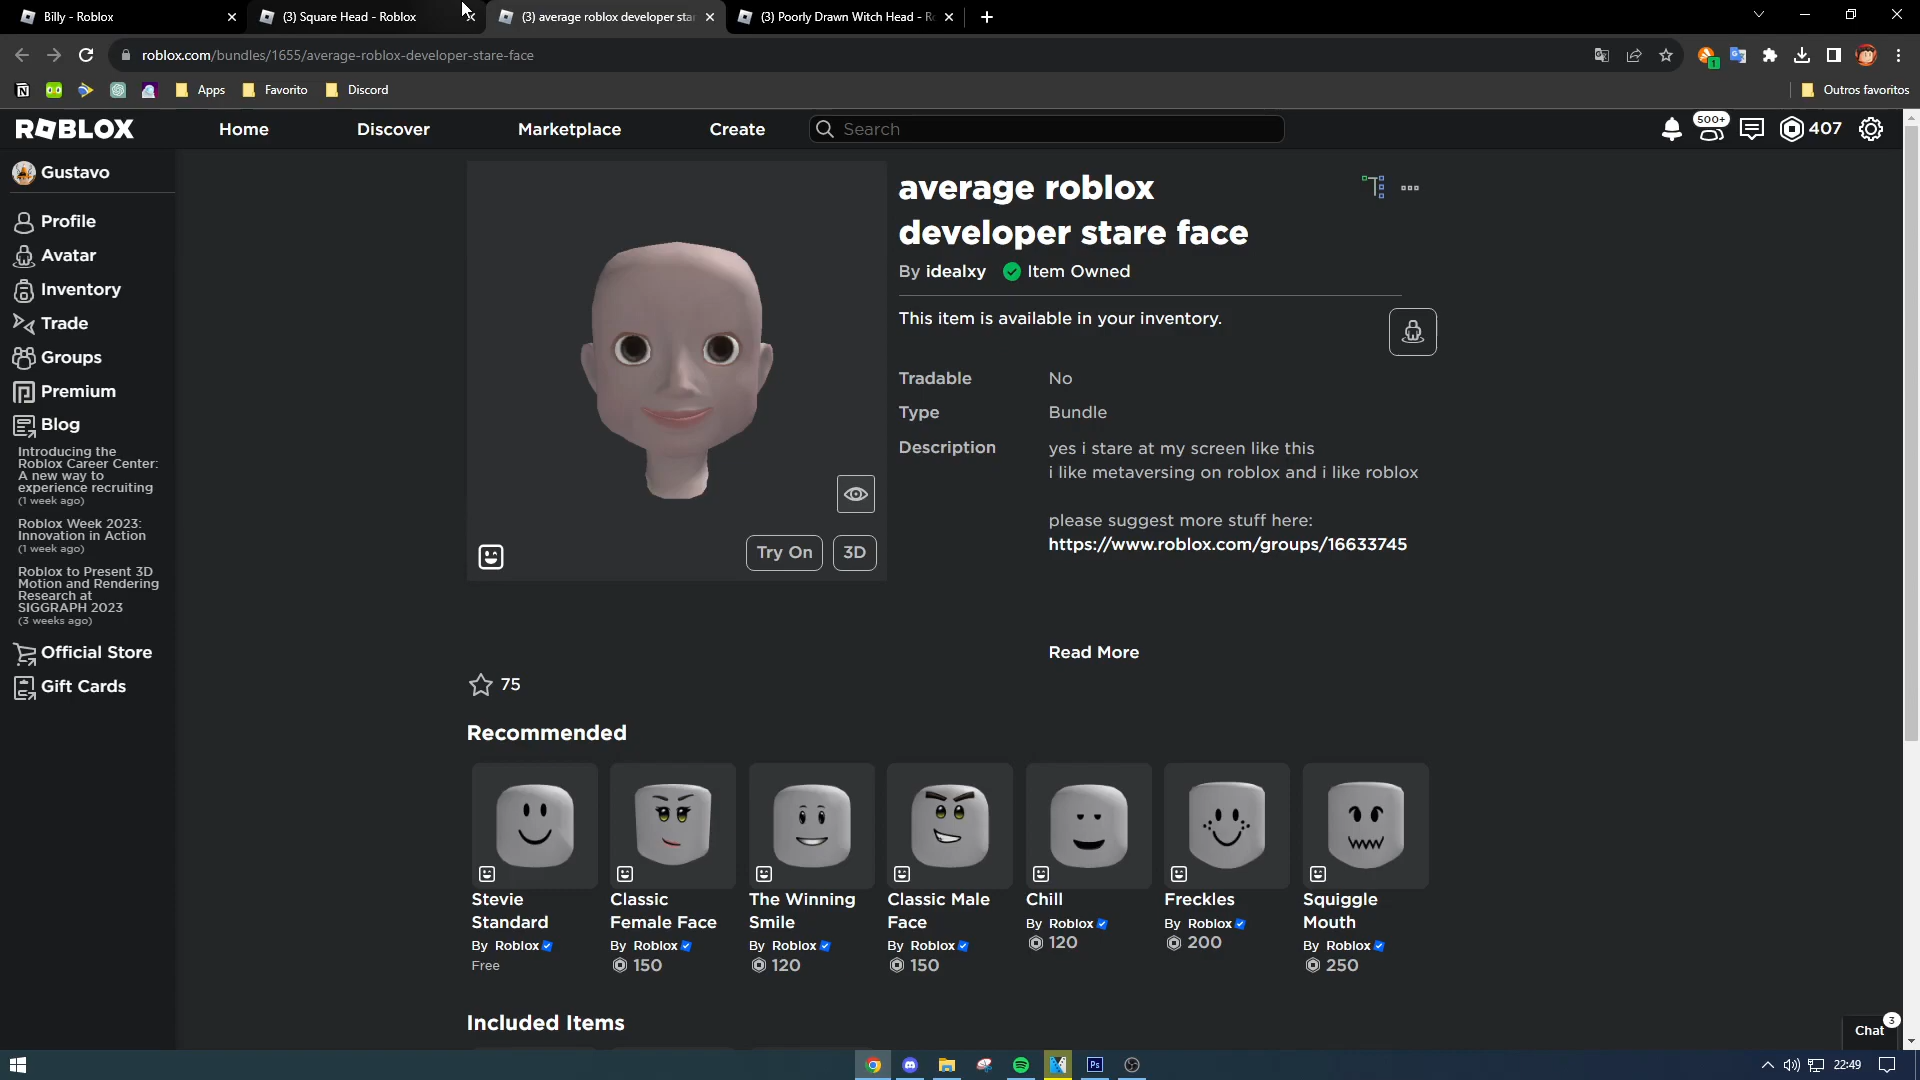 Billy - Roblox
(3) Square Head - Roblox
(3) average roblox developer star
(3) Poorly Drawn Witch Head - Ro
roblox.com/bundles/1655/average-roblox-developer-stare-face
1
Apps
Favorito
Discord
Outros favoritos
ROBLOX
Home
Discover
Marketplace
Create
Search
500+
407
Gustavo
Profile
Avatar
Inventory
Trade
Groups
Premium
Blog
Introducing the
Roblox Career Center:
A new way to
experience recruiting
(1 week ago)
Roblox Week 2023:
Innovation in Action
(1 week ago)
Roblox to Present 3D
Motion and Rendering
Research at
SIGGRAPH 2023
(3 weeks ago)
Official Store
Gift Cards
Try On
3D
average roblox
developer stare face
By idealxy Item Owned
This item is available in your inventory.
Tradable No
Type Bundle
Description yes i stare at my screen like this
i like metaversing on roblox and i like roblox
please suggest more stuff here:
https://www.roblox.com/groups/16633745
Read More
75
Recommended
Stevie
Standard
By Roblox
Free
Classic
Female Face
By Roblox
150
The Winning
Smile
By Roblox
120
Classic Male
Face
By Roblox
150
Chill
By Roblox
120
Freckles
By Roblox
200
Squiggle
Mouth
By Roblox
250
Included Items
Chat
3
Ps
22:49